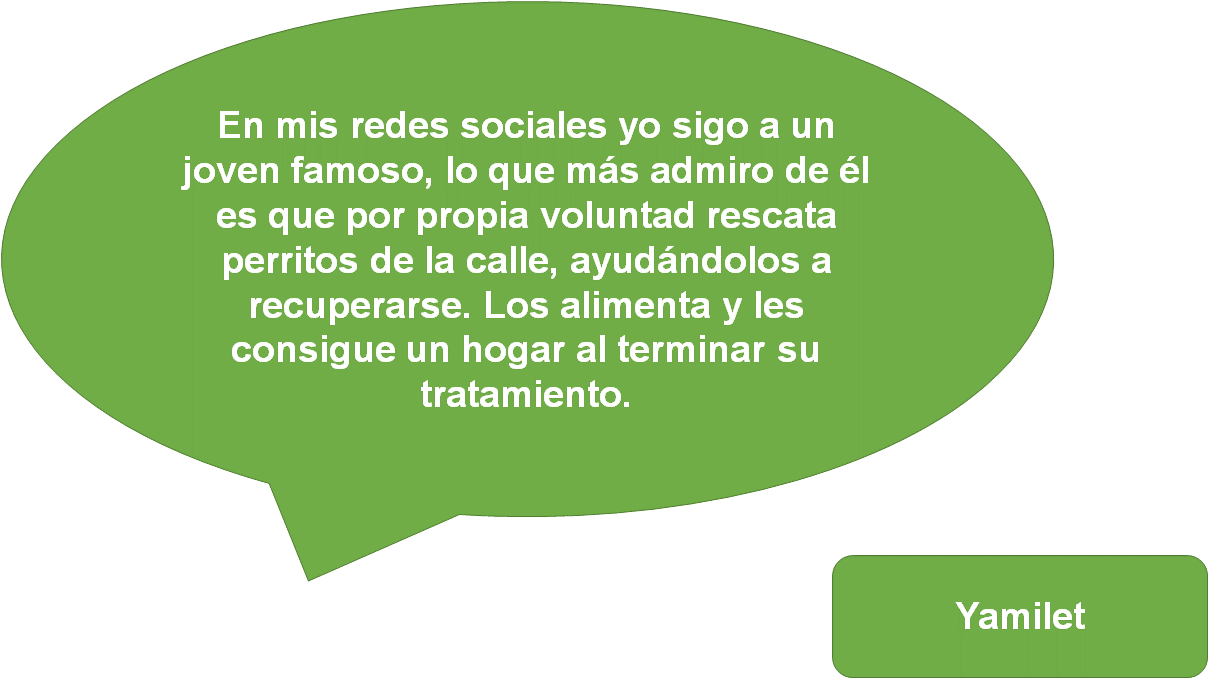 En mis redes sociales yo sigo a un
joven famoso, lo que más admiro de él
es que por propia voluntad rescata
perritos de la calle, ayudándolos a
recuperarse. Los alimenta y les
consigue un hogar al terminar su
tratamiento.
Yamilet